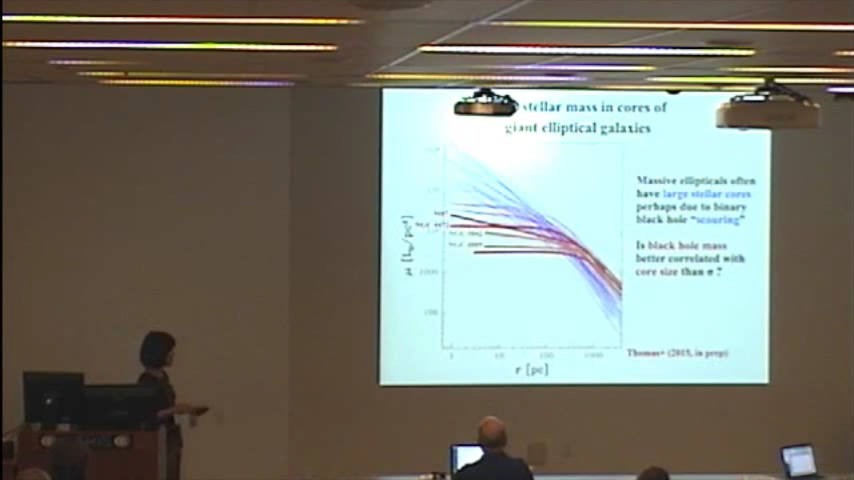 stellar mass in cores of
giant elliptical galaxies
Massive ellipticals often
have large stellar cores
perhaps due to binary
black hole “scouring”
Is black hole mass
better correlated with
core size than σ ?
1000
100
1
100
1000
r [pc]
Thomas+ (2015, in prep)